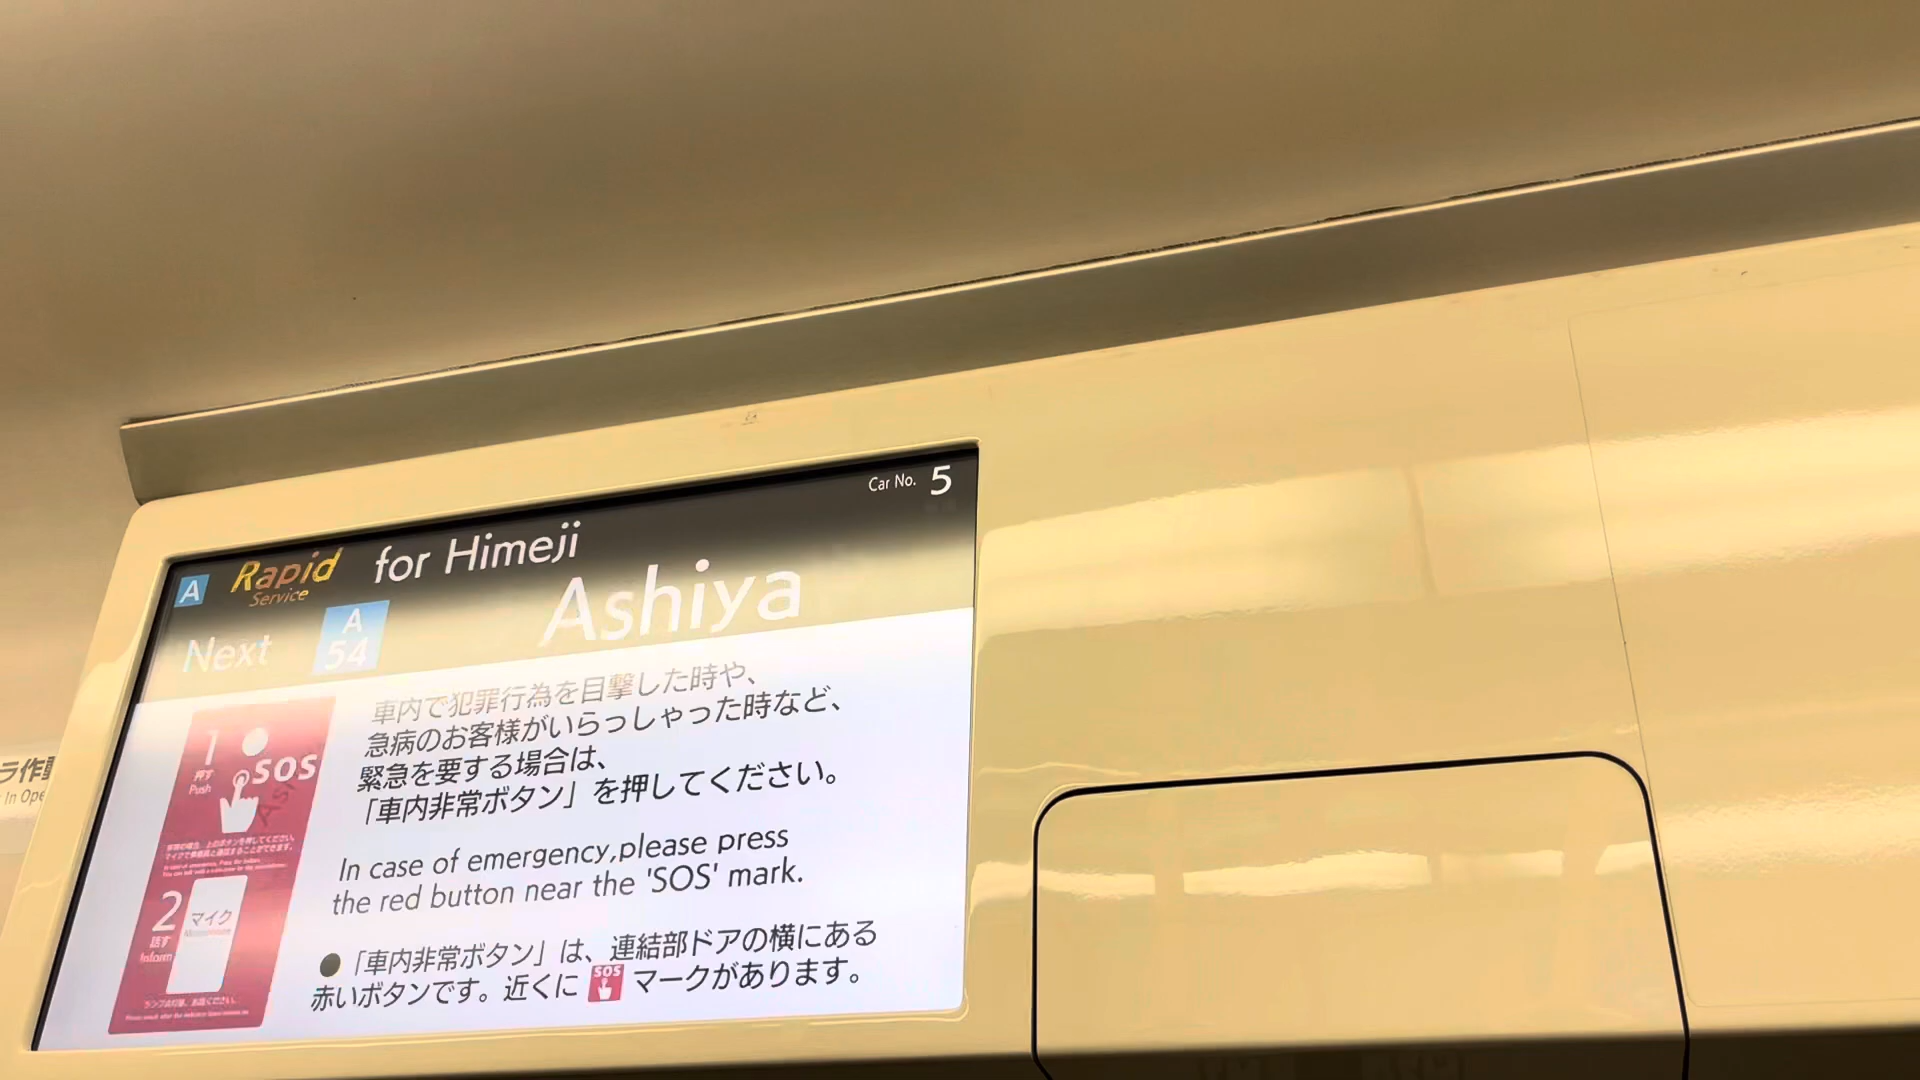 Car No. 5
A Rapid Service for Himeji
Next A 54 Ashiya
車内で犯罪行為を目撃した時や、
急病のお客様がいらっしゃった時など、
緊急を要する場合は、
「車内非常ボタン」を押してください。
In case of emergency,please press
the red button near the 'SOS' mark.
●「車内非常ボタン」は、連結部ドアの横にある
赤いボタンです。近くに SOS マークがあります。
1
押す
Push
SOS
2
話す
Inform
マイク
ラ作動
In Ope